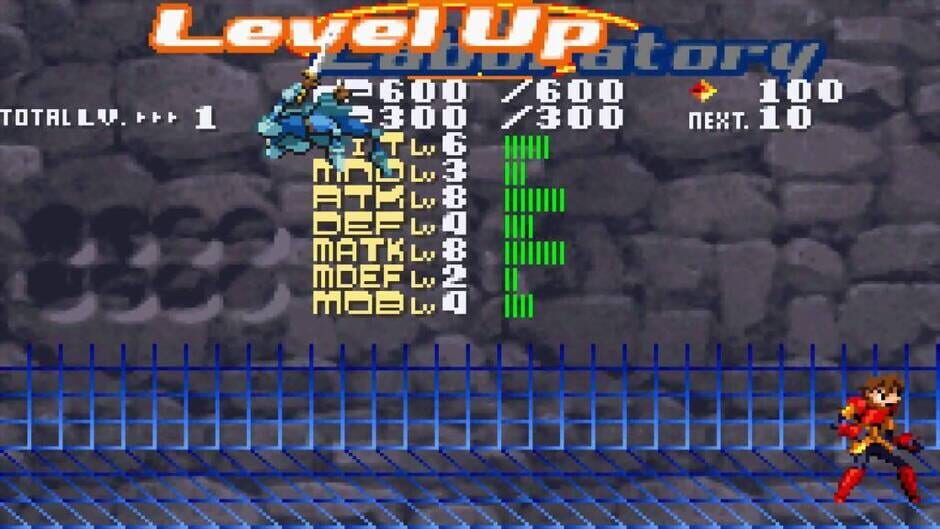 Level Up
Laboratory
600 /600 100
TOTAL LV. 1 300 /300 NEXT. 10
Lv 6
MND Lv 3
ATK Lv 8
DEF Lv 4
MATK Lv 8
MDEF Lv 2
MOB Lv 4